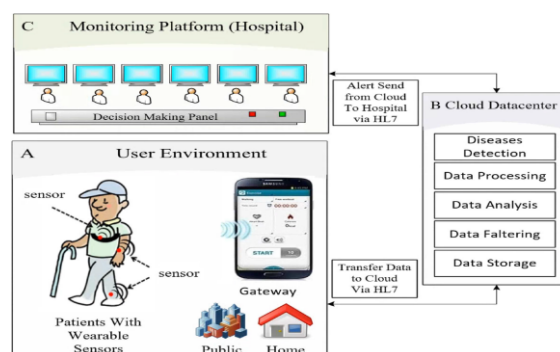 C Monitoring Platform (Hospital)
Decision Making Panel
Alert Send
from Cloud
To Hospital
via HL7
B Cloud Datacenter
Diseases
Detection
Data Processing
Data Analysis
Data Faltering
Data Storage
A User Environment
sensor
sensor
SAMSUNG
START
Gateway
Transfer Data
to Cloud
Via HL7
Patients With
Wearable
Sensors
Public
Home